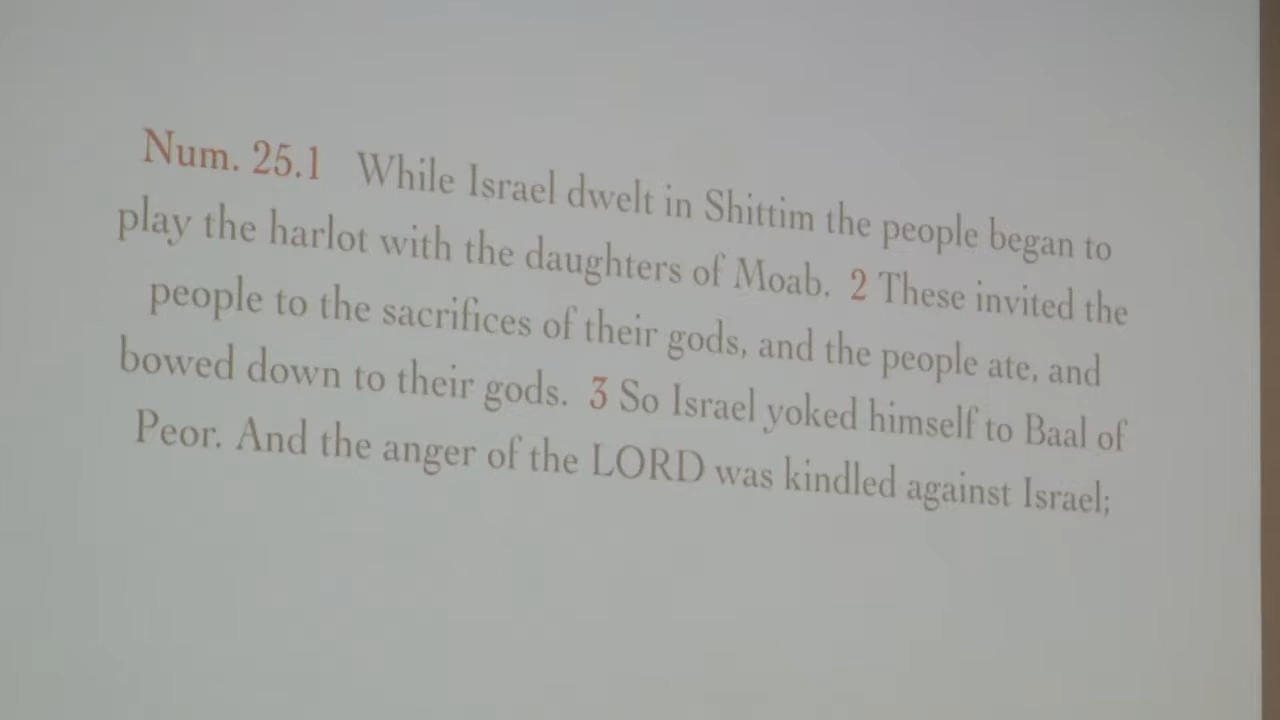 Num. 25.1 While Israel dwelt in Shittim the people began to
play the harlot with the daughters of Moab. 2 These invited the
people to the sacrifices of their gods, and the people ate, and
bowed down to their gods. 3 So Israel yoked himself to Baal of
Peor. And the anger of the LORD was kindled against Israel;